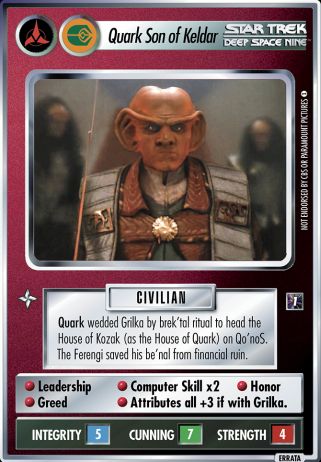 Quark Son of Keldar
STAR TREK
DEEP SPACE NINE
NOT ENDORSED BY CBS OR PARAMOUNT PICTURES
CIVILIAN
Quark wedded Grilka by brek'tal ritual to head the
House of Kozak (as the House of Quark) on Qo'noS.
The Ferengi saved his be'nal from financial ruin.
Leadership Computer Skill x2 Honor
Greed Attributes all +3 if with Grilka.
INTEGRITY 5 CUNNING 7 STRENGTH 4
ERRATA